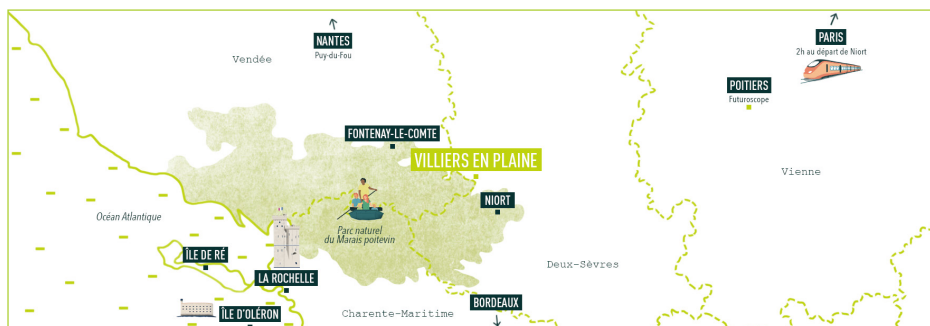 NANTES
Puy-du-Fou
PARIS
2h au départ de Niort
Vendée
POITIERS
Futuroscope
FONTENAY-LE-COMTE
VILLIERS EN PLAINE
Vienne
NIORT
Océan Atlantique
Parc naturel
du Marais poitevin
ÎLE DE RÉ
Deux-Sèvres
LA ROCHELLE
BORDEAUX
ÎLE D'OLÉRON
Charente-Maritime